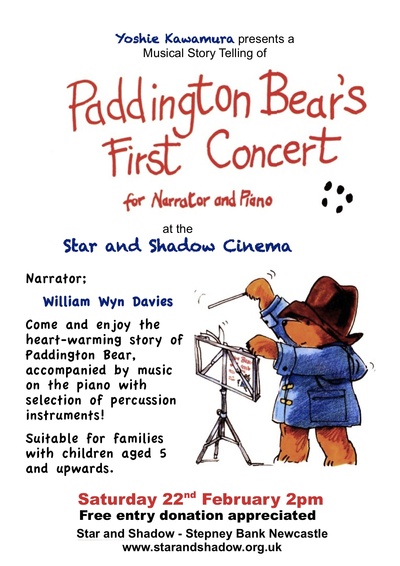 Yoshie Kawamura presents a
Musical Story Telling of
Paddington Bear's
First Concert
for Narrator and Piano
at the
Star and Shadow Cinema
Narrator;
William Wyn Davies
Come and enjoy the
heart-warming story of
Paddington Bear,
accompanied by music
on the piano with
selection of percussion
instruments!
Suitable for families
with children aged 5
and upwards.
Saturday 22nd February 2pm
Free entry donation appreciated
Star and Shadow - Stepney Bank Newcastle
www.starandshadow.org.uk